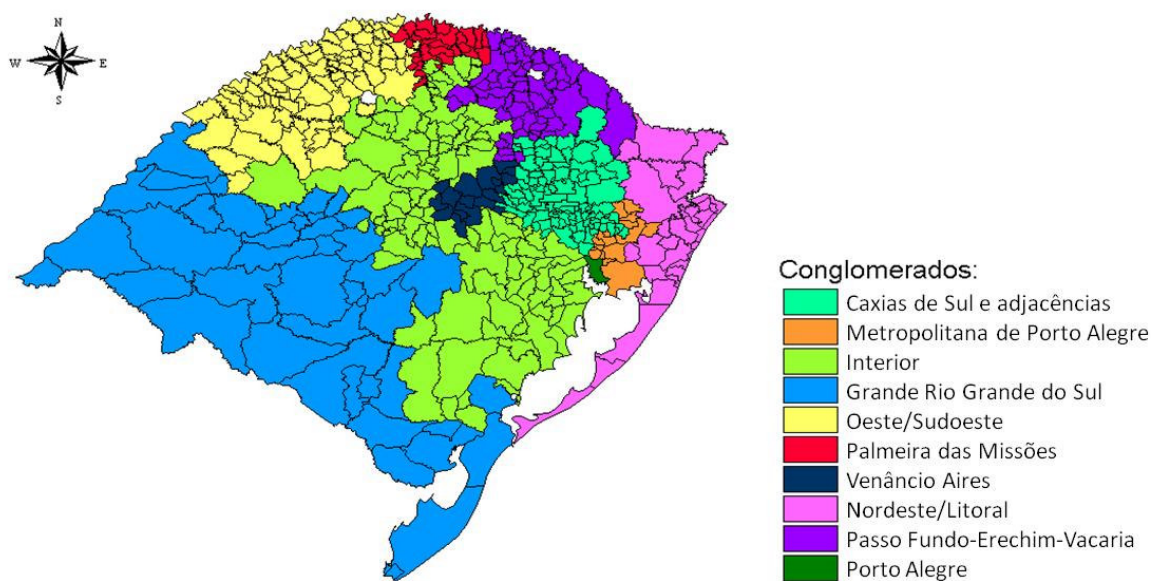 N
W E
S
Conglomerados:
Caxias de Sul e adjacências
Metropolitana de Porto Alegre
Interior
Grande Rio Grande do Sul
Oeste/Sudoeste
Palmeira das Missões
Venâncio Aires
Nordeste/Litoral
Passo Fundo-Erechim-Vacaria
Porto Alegre